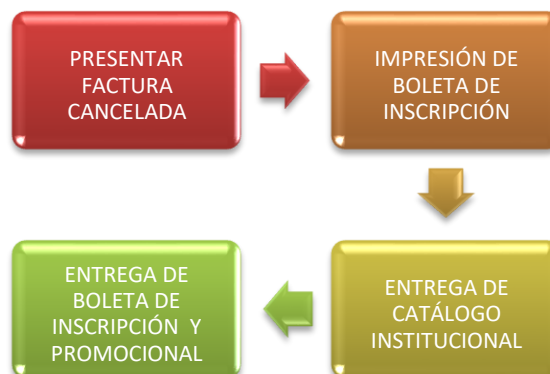 PRESENTAR
FACTURA
CANCELADA
IMPRESIÓN DE
BOLETA DE
INSCRIPCIÓN
ENTREGA DE
CATÁLOGO
INSTITUCIONAL
ENTREGA DE
BOLETA DE
INSCRIPCIÓN Y
PROMOCIONAL